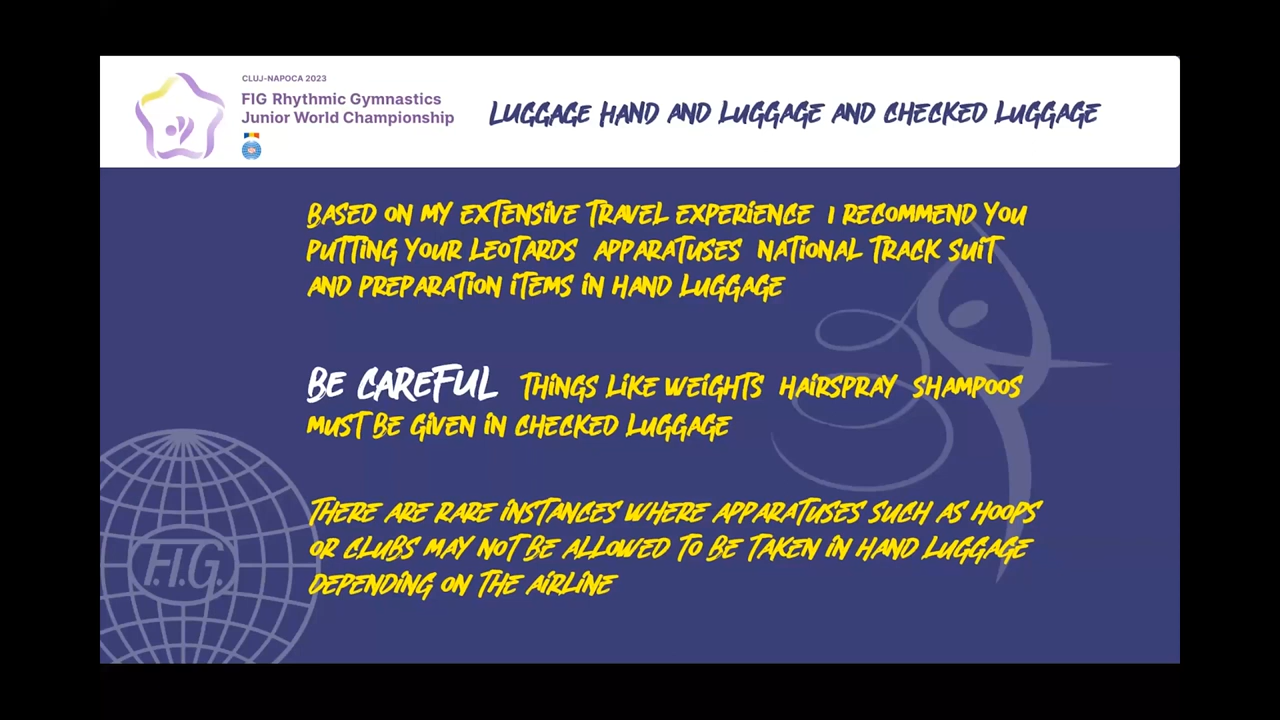 CLUJ-NAPOCA 2023
FIG Rhythmic Gymnastics
Junior World Championship
LUGGAGE HAND AND LUGGAGE AND CHECKED LUGGAGE
BASED ON MY EXTENSIVE TRAVEL EXPERIENCE I RECOMMEND YOU
PUTTING YOUR LEOTARDS APPARATUSES NATIONAL TRACK SUIT
AND PREPARATION ITEMS IN HAND LUGGAGE
BE CAREFUL THINGS LIKE WEIGHTS HAIRSPRAY SHAMPOOS
MUST BE GIVEN IN CHECKED LUGGAGE
THERE ARE RARE INSTANCES WHERE APPARATUSES SUCH AS HOOPS
OR CLUBS MAY NOT BE ALLOWED TO BE TAKEN IN HAND LUGGAGE
DEPENDING ON THE AIRLINE
F.I.G.